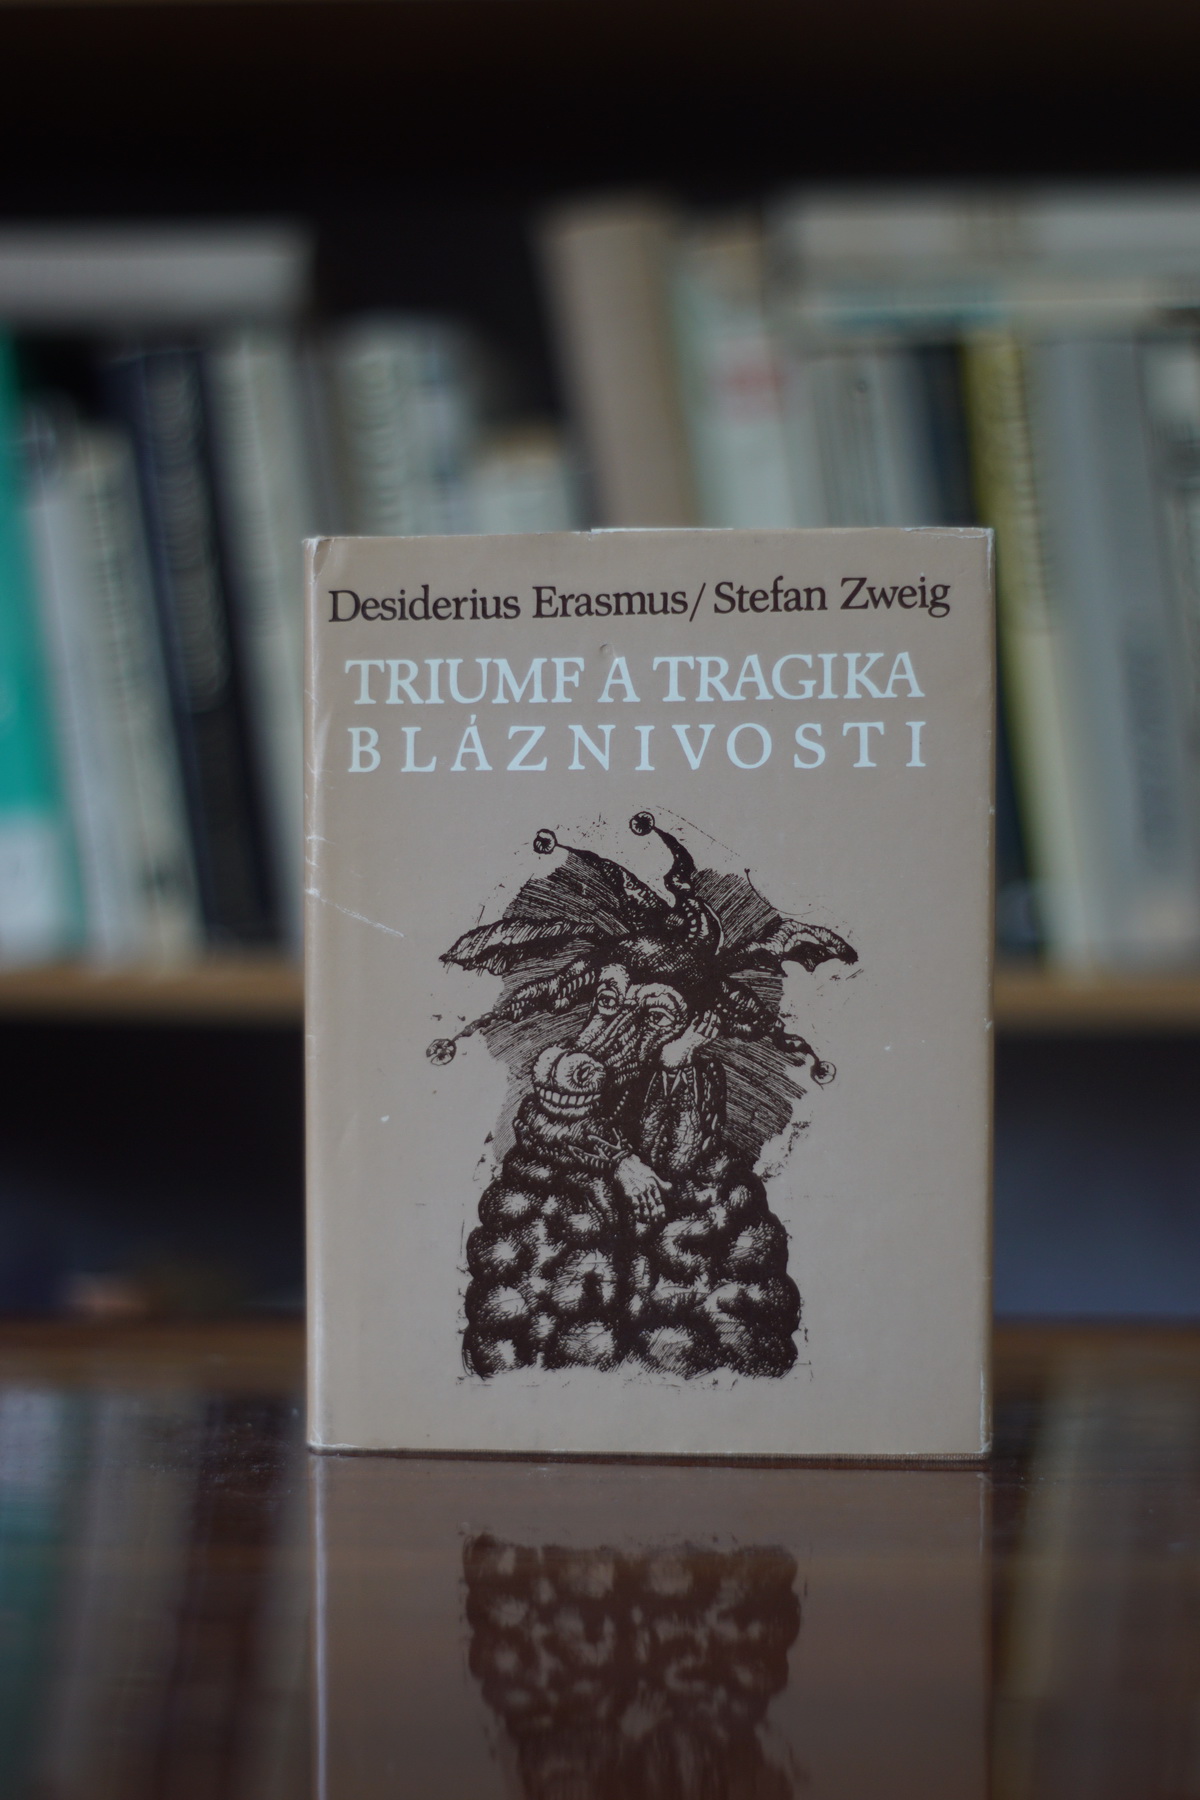 Desiderius Erasmus/Stefan Zweig
TRIUMF A TRAGIKA
BLÁZNIVOSTI